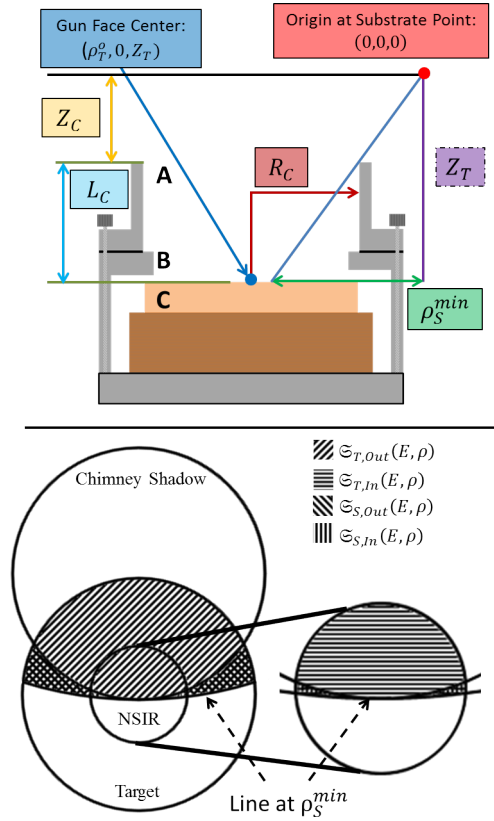 Gun Face Center:
(ρ_T^o, 0, Z_T)
Origin at Substrate Point:
(0,0,0)
Z_C
A
R_C
Z_T
L_C
B
C
ρ_S^min
Chimney Shadow
𝔖_T,Out(E, ρ)
𝔖_T,In(E, ρ)
𝔖_S,Out(E, ρ)
𝔖_S,In(E, ρ)
NSIR
Target
Line at ρ_S^min